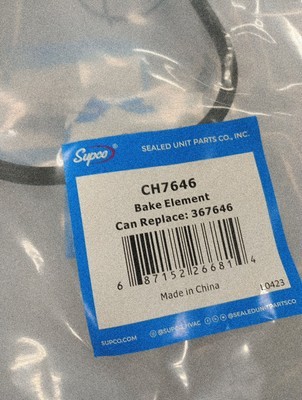 Supco
SEALED UNIT PARTS CO., INC.
CH7646
Bake Element
Can Replace: 367646
6 87152 26681 4
Made in China
L0423
SUPCO.COM
@SUPCOHVAC
@SEALEDUNITPARTSCO